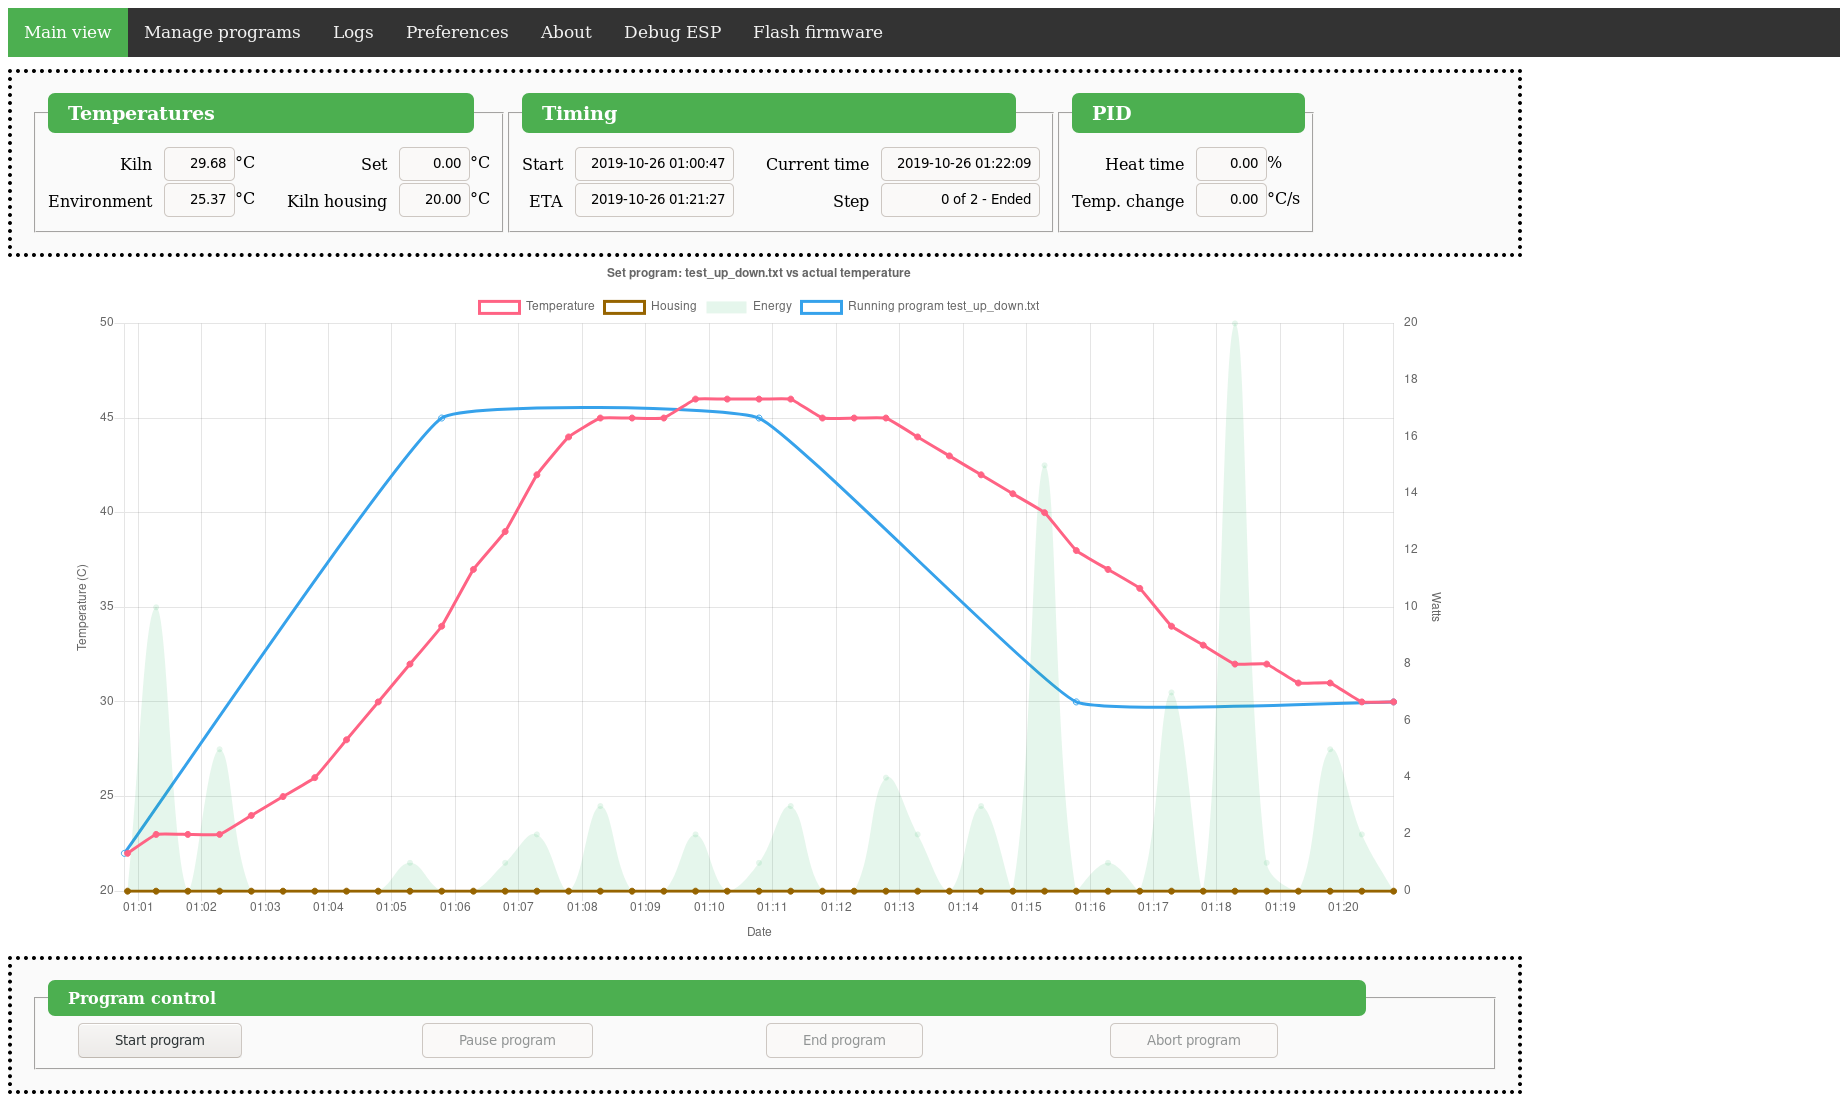 Main view Manage programs Logs Preferences About Debug ESP Flash firmware
Temperatures Timing PID
Kiln 29.68 °C Set 0.00 °C Start 2019-10-26 01:00:47 Current time 2019-10-26 01:22:09 Heat time 0.00 %
Environment 25.37 °C Kiln housing 20.00 °C ETA 2019-10-26 01:21:27 Step 0 of 2 - Ended Temp. change 0.00 °C/s
Set program: test_up_down.txt vs actual temperature
Temperature Housing Energy Running program test_up_down.txt
50 20
18
45
16
14
40
12
Temperature (C)
35 10
Watts
8
30
6
25 4
2
20 0
01:01 01:02 01:03 01:04 01:05 01:06 01:07 01:08 01:09 01:10 01:11 01:12 01:13 01:14 01:15 01:16 01:17 01:18 01:19 01:20
Date
Program control
Start program Pause program End program Abort program